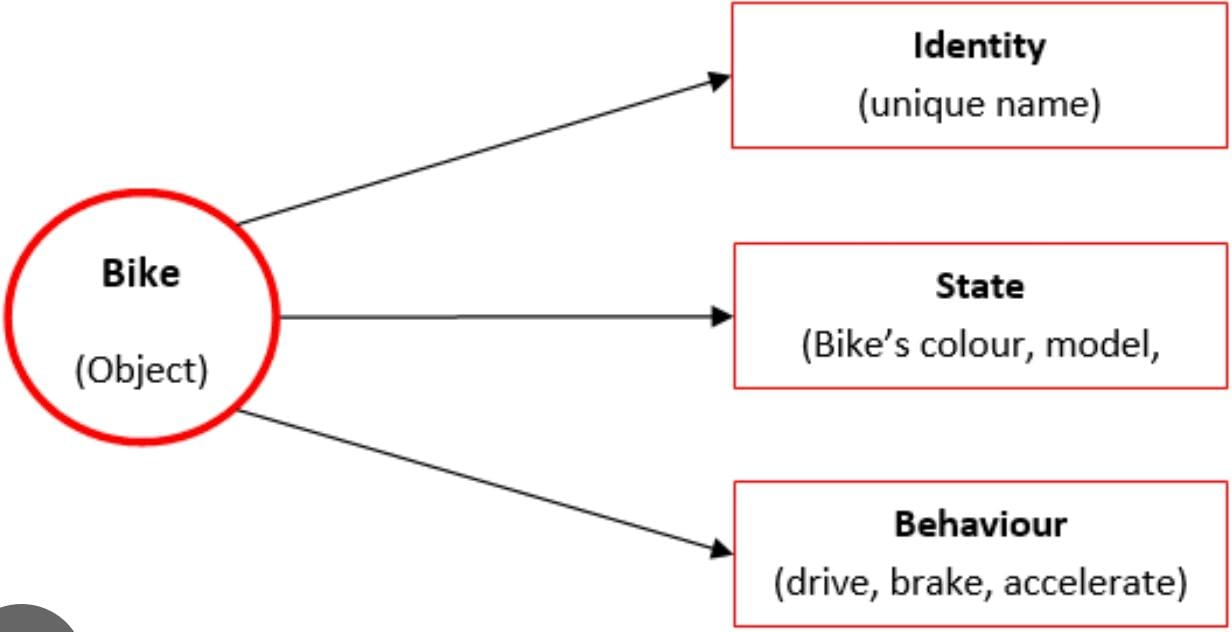 Bike
(Object)
Identity
(unique name)
State
(Bike’s colour, model,
Behaviour
(drive, brake, accelerate)